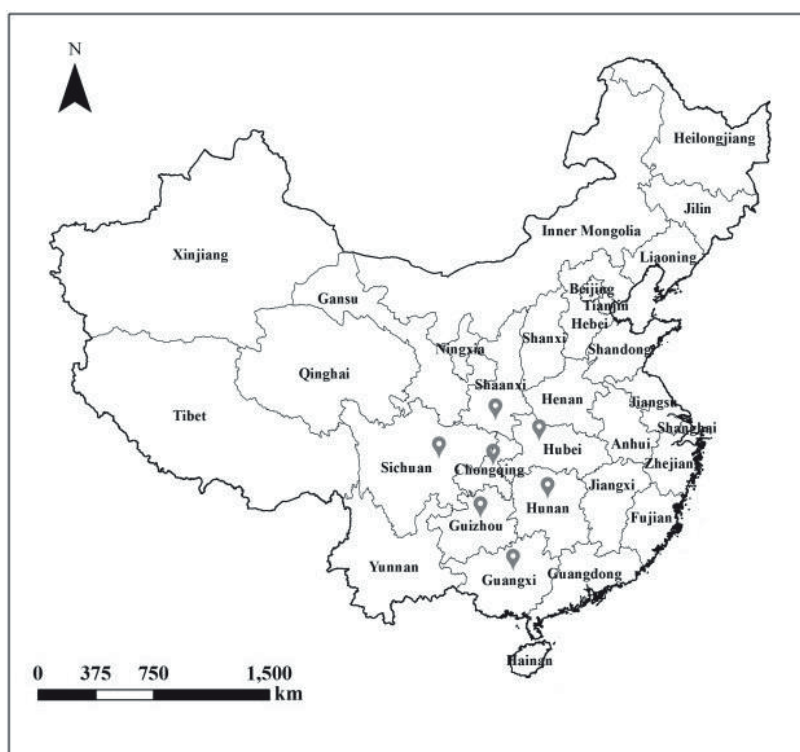 N
Heilongjiang
Jilin
Inner Mongolia
Liaoning
Xinjiang
Beijing
Tianjin
Gansu
Hebei
Shanxi
Ningxia
Shandong
Qinghai
Shaanxi
Henan
Jiangsu
Tibet
Shanghai
Hubei
Anhui
Sichuan
Chongqing
Zhejian
Jiangxi
Hunan
Fujian
Guizhou
Yunnan
Guangxi
Guangdong
Hainan
0 375 750 1,500
km